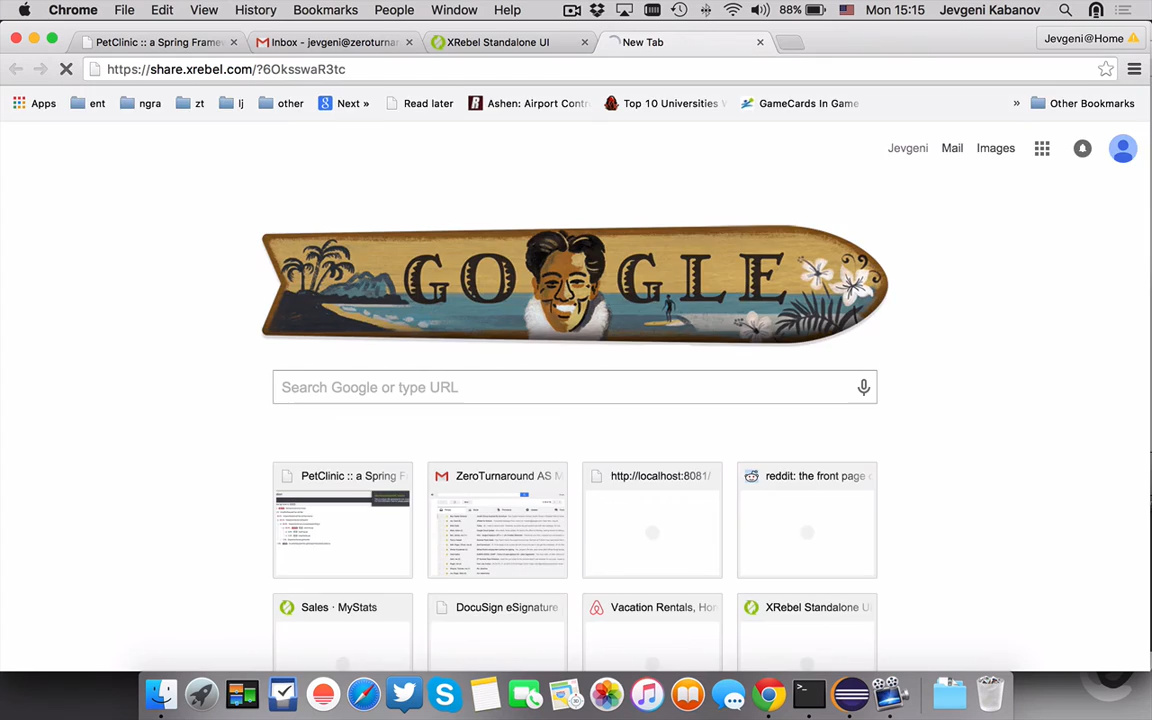 Chrome File Edit View History Bookmarks People Window Help 88% Mon 15:15 Jevgeni Kabanov
PetClinic :: a Spring Frame Inbox - jevgeni@zeroturnar XRebel Standalone UI New Tab Jevgeni@Home
https://share.xrebel.com/?6OksswaR3tc
Apps ent ngra zt lj other Next » Read later Ashen: Airport Contr Top 10 Universities GameCards In Game » Other Bookmarks
Jevgeni Mail Images
GOOGLE
Search Google or type URL
PetClinic :: a Spring F ZeroTurnaround AS M http://localhost:8081/ reddit: the front page o
Sales · MyStats DocuSign eSignature Vacation Rentals, Hom XRebel Standalone U